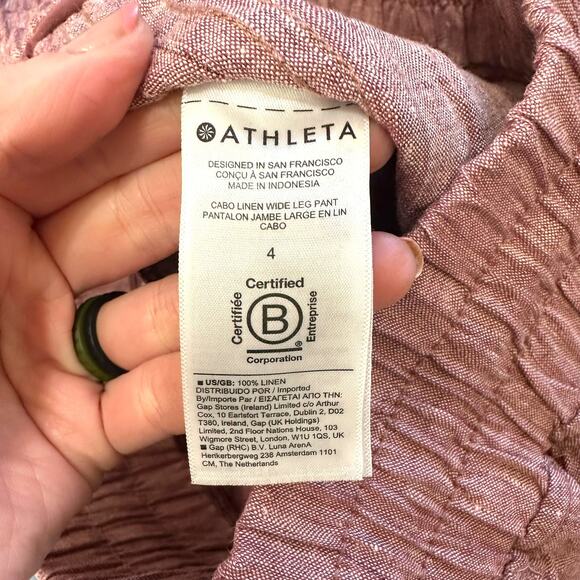 ATHLETA
DESIGNED IN SAN FRANCISCO
CONÇU À SAN FRANCISCO
MADE IN INDONESIA
CABO LINEN WIDE LEG PANT
PANTALON JAMBE LARGE EN LIN
CABO
4
Certified
Certifiée
B
Entreprise
®
Corporation
■ US/GB: 100% LINEN
DISTRIBUIDO POR / Imported
By/Importe Par / ΕΙΣΑΓΕΤΑΙ ΑΠΟ ΤΗΝ:
Gap Stores (Ireland) Limited c/o Arthur
Cox, 10 Earlsfort Terrace, Dublin 2, D02
T380, Ireland, Gap (UK Holdings)
Limited, 2nd Floor Nations House, 103
Wigmore Street, London. W1U 1QS, UK
■ Gap (RHC) B.V. Luna ArenA
Herikerbergweg 238 Amsterdam 1101
CM, The Netherlands